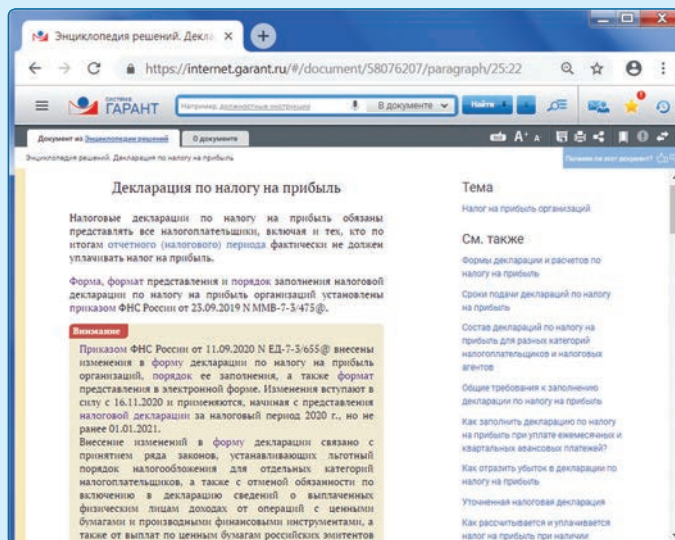 Энциклопедия решений. Декла
https://internet.garant.ru/#/document/58076207/paragraph/25:22
СИСТЕМА
ГАРАНТ
Например, должностные инструкции
В документе
Найти
Документ из Энциклопедии решений
О документе
Энциклопедия решений. Декларация по налогу на прибыль
Полезен ли этот документ?
Декларация по налогу на прибыль
Налоговые декларации по налогу на прибыль обязаны
представлять все налогоплательщики, включая и тех, кто по
итогам отчетного (налогового) периода фактически не должен
уплачивать налог на прибыль.
Форма, формат представления и порядок заполнения налоговой
декларации по налогу на прибыль организаций установлены
приказом ФНС России от 23.09.2019 N ММВ-7-3/475@.
Внимание
Приказом ФНС России от 11.09.2020 N ЕД-7-3/655@ внесены
изменения в форму декларации по налогу на прибыль
организаций, порядок ее заполнения, а также формат
представления в электронной форме. Изменения вступают в
силу с 16.11.2020 и применяются, начиная с представления
налоговой декларации за налоговый период 2020 г., но не
ранее 01.01.2021.
Внесение изменений в форму декларации связано с
принятием ряда законов, устанавливающих льготный
порядок налогообложения для отдельных категорий
налогоплательщиков, а также с отменой обязанности по
включению в декларацию сведений о выплаченных
физическим лицам доходах от операций с ценными
бумагами и производными финансовыми инструментами, а
также от выплат по ценным бумагам российских эмитентов
Тема
Налог на прибыль организаций
См. также
Формы декларации и расчетов по
налогу на прибыль
Сроки подачи деклараций по налогу
на прибыль
Состав деклараций по налогу на
прибыль для разных категорий
налогоплательщиков и налоговых
агентов
Общие требования к заполнению
декларации по налогу на прибыль
Как заполнить декларацию по налогу
на прибыль при уплате ежемесячных и
квартальных авансовых платежей?
Как отразить убыток в декларации по
налогу на прибыль
Уточненная налоговая декларация
Как рассчитывается и уплачивается
налог на прибыль при наличии